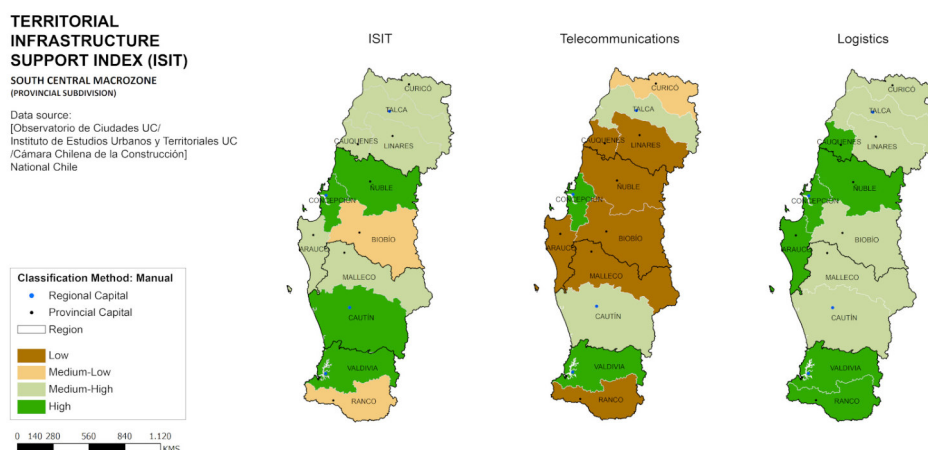 TERRITORIAL
INFRASTRUCTURE
SUPPORT INDEX (ISIT)
SOUTH CENTRAL MACROZONE
(PROVINCIAL SUBDIVISION)
Data source:
[Observatorio de Ciudades UC/
Instituto de Estudios Urbanos y Territoriales UC
/Cámara Chilena de la Construcción]
National Chile
Classification Method: Manual
Regional Capital
Provincial Capital
Region
Low
Medium-Low
Medium-High
High
0 140 280 560 840 1.120
KMS
ISIT
CURICÓ
TALCA
CAUQUENES
LINARES
ÑUBLE
CONCEPCIÓN
BIOBÍO
ARAUCO
MALLECO
CAUTÍN
VALDIVIA
RANCO
Telecommunications
CURICÓ
TALCA
CAUQUENES
LINARES
ÑUBLE
CONCEPCIÓN
BIOBÍO
ARAUCO
MALLECO
CAUTÍN
VALDIVIA
RANCO
Logistics
CURICÓ
TALCA
CAUQUENES
LINARES
ÑUBLE
CONCEPCIÓN
BIOBÍO
ARAUCO
MALLECO
CAUTÍN
VALDIVIA
RANCO